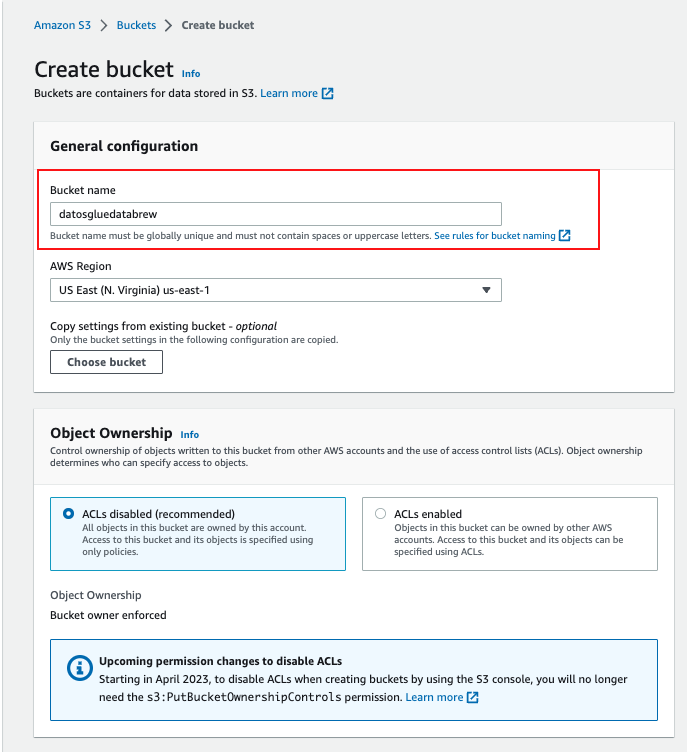 Amazon S3 > Buckets > Create bucket
Create bucket Info
Buckets are containers for data stored in S3. Learn more
General configuration
Bucket name
datosgluedatabrew
Bucket name must be globally unique and must not contain spaces or uppercase letters. See rules for bucket naming
AWS Region
US East (N. Virginia) us-east-1
Copy settings from existing bucket - optional
Only the bucket settings in the following configuration are copied.
Choose bucket
Object Ownership Info
Control ownership of objects written to this bucket from other AWS accounts and the use of access control lists (ACLs). Object ownership
determines who can specify access to objects.
ACLs disabled (recommended)
All objects in this bucket are owned by this account.
Access to this bucket and its objects is specified using
only policies.
ACLs enabled
Objects in this bucket can be owned by other AWS
accounts. Access to this bucket and its objects can be
specified using ACLs.
Object Ownership
Bucket owner enforced
Upcoming permission changes to disable ACLs
Starting in April 2023, to disable ACLs when creating buckets by using the S3 console, you will no longer
need the s3:PutBucketOwnershipControls permission. Learn more